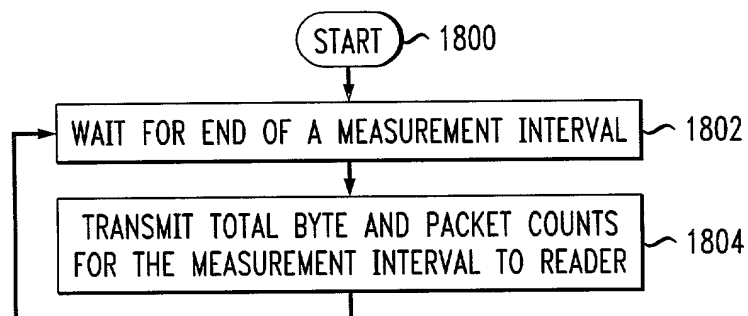 START 1800
WAIT FOR END OF A MEASUREMENT INTERVAL 1802
TRANSMIT TOTAL BYTE AND PACKET COUNTS
FOR THE MEASUREMENT INTERVAL TO READER 1804